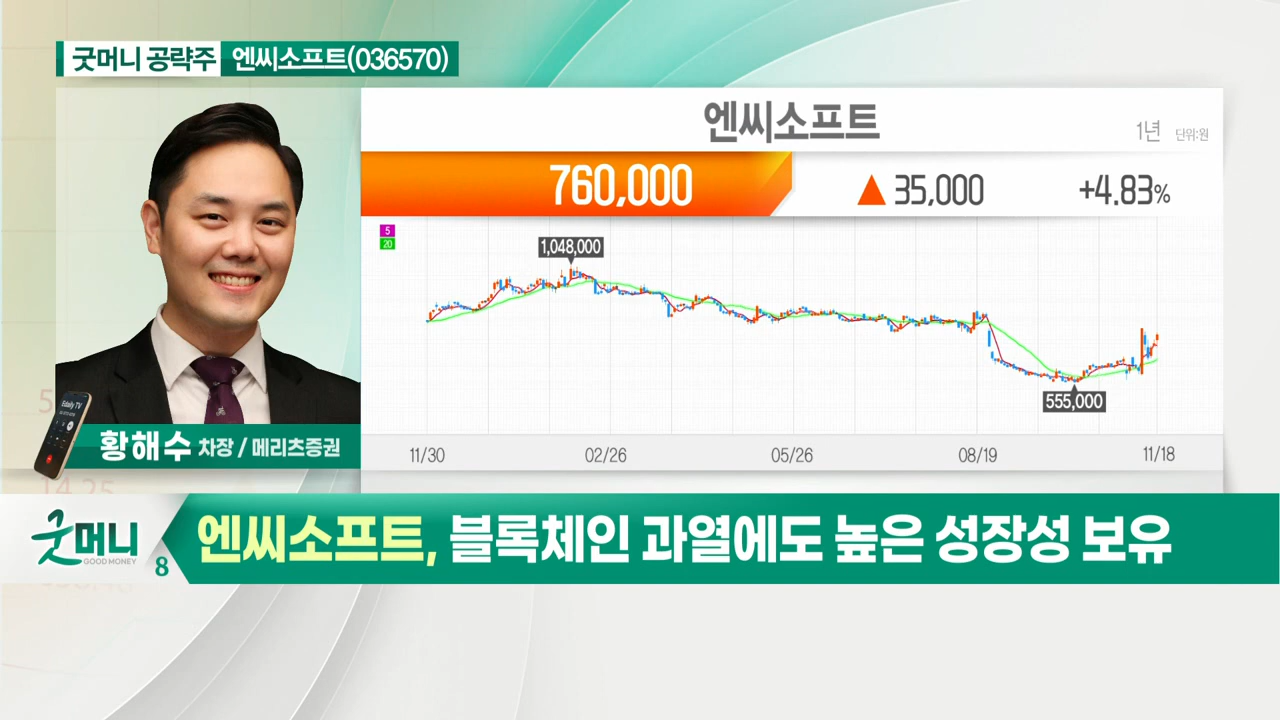 굿머니 공략주 엔씨소프트(036570)
엔씨소프트
1년 단위:원
760,000 ▲ 35,000 +4.83%
5
20
1,048,000
555,000
11/30 02/26 05/26 08/19 11/18
Edaily TV
황해수 차장 / 메리츠증권
14.25
굿머니
GOOD MONEY
8
엔씨소프트, 블록체인 과열에도 높은 성장성 보유